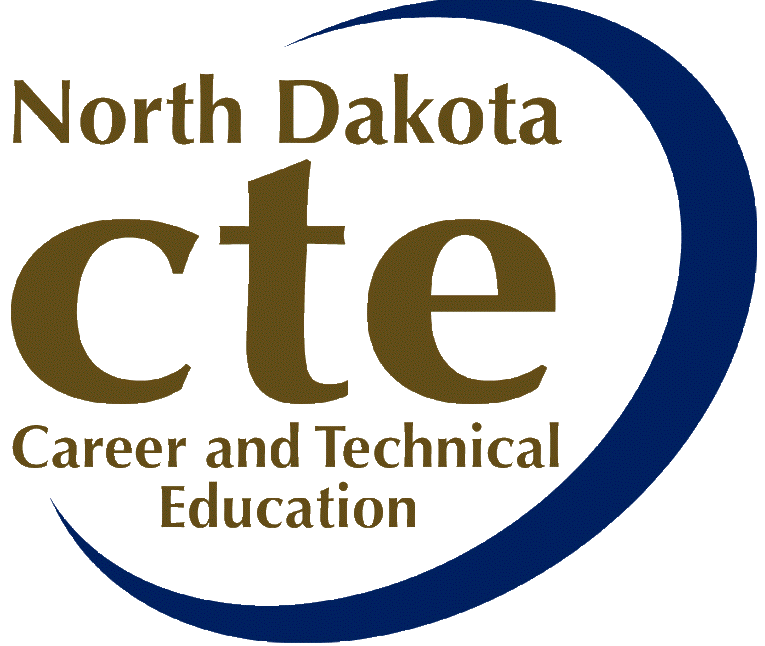 North Dakota
cte
Career and Technical
Education